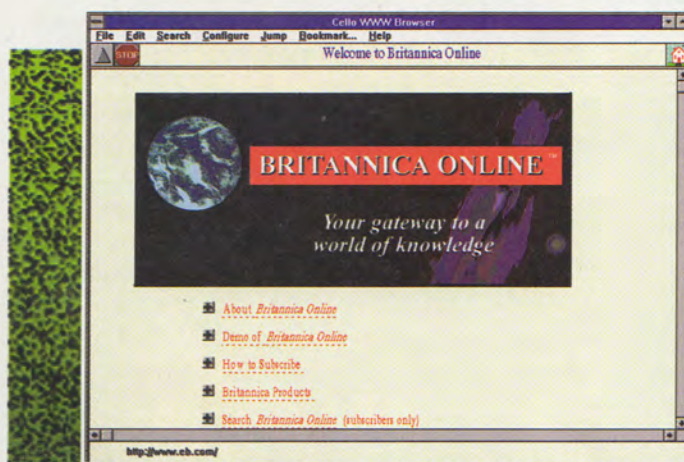 Cello WWW Browser
File Edit Search Configure Jump Bookmark... Help
STOP Welcome to Britannica Online
BRITANNICA ONLINE™
Your gateway to a
world of knowledge
About Britannica Online
Demo of Britannica Online
How to Subscribe
Britannica Products
Search Britannica Online (subscribers only)
http://www.eb.com/